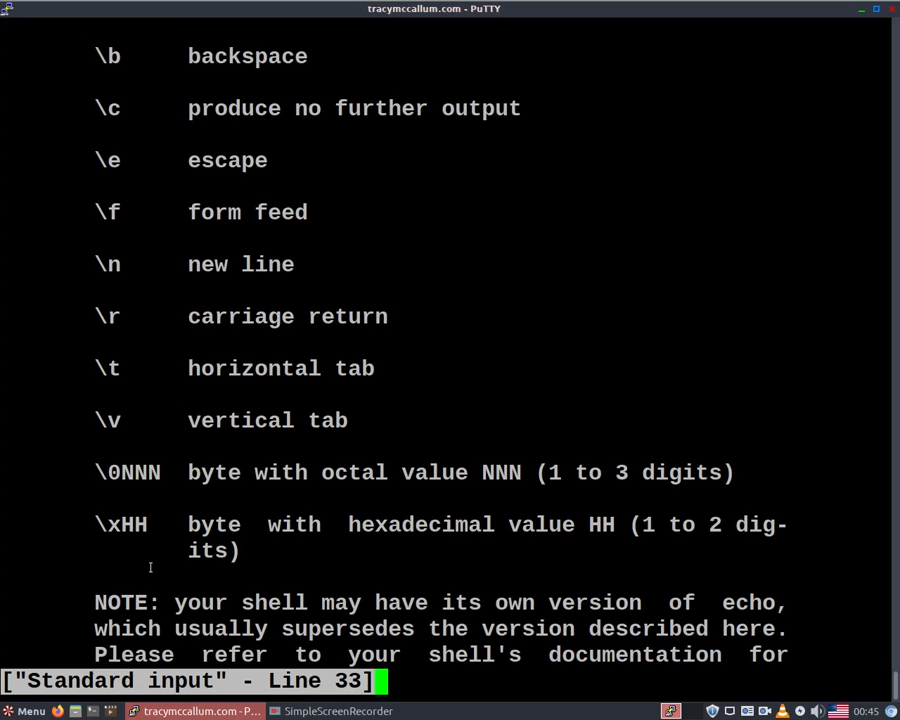 tracymccallum.com - PuTTY
\b backspace
\c produce no further output
\e escape
\f form feed
\n new line
\r carriage return
\t horizontal tab
\v vertical tab
\0NNN byte with octal value NNN (1 to 3 digits)
\xHH byte with hexadecimal value HH (1 to 2 dig-
its)
NOTE: your shell may have its own version of echo,
which usually supersedes the version described here.
Please refer to your shell's documentation for
["Standard input" - Line 33]
Menu tracymccallum.com - P... SimpleScreenRecorder 00:45